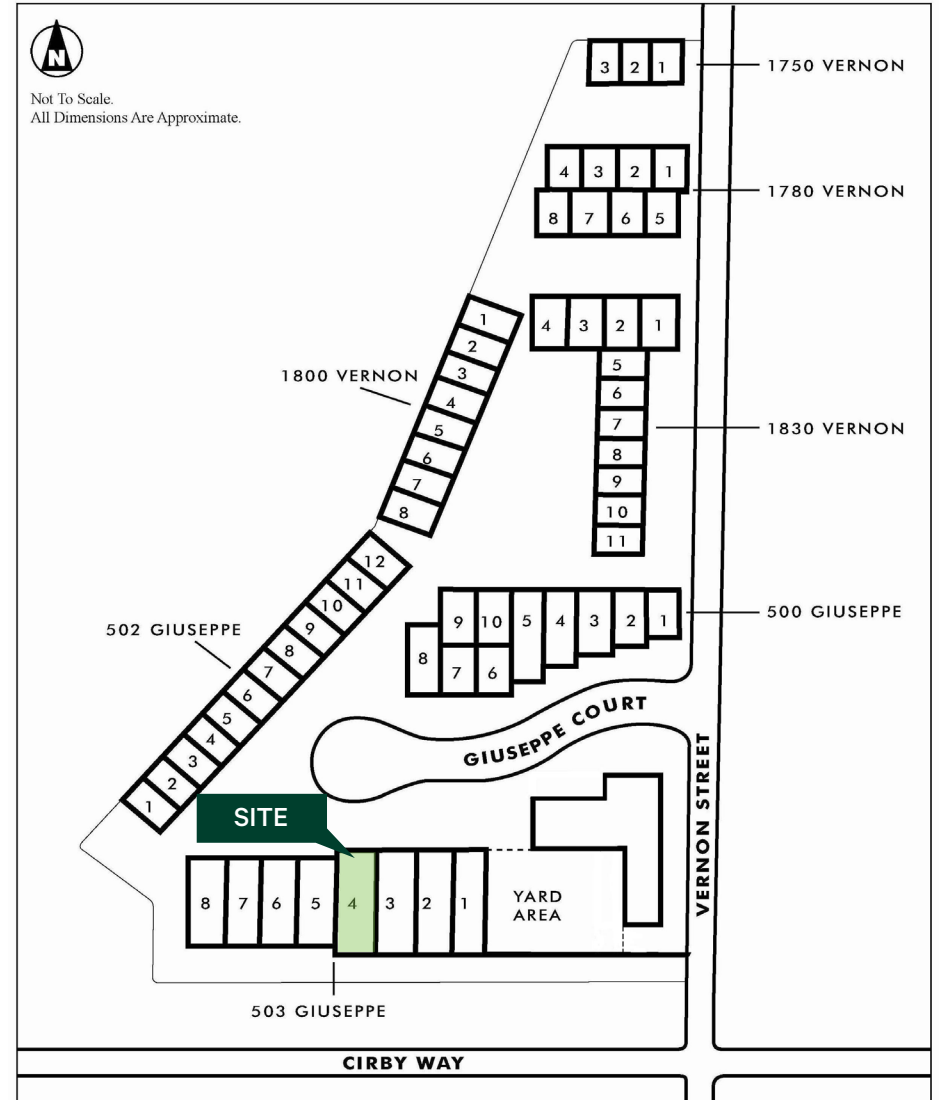 N
Not To Scale.
All Dimensions Are Approximate.
3 2 1
1750 VERNON
4 3 2 1
1780 VERNON
8 7 6 5
1800 VERNON
1
2
3
4
5
6
7
8
4 3 2 1
5
6
7
8
9
10
11
1830 VERNON
502 GIUSEPPE
12
11
10
9
8
7
6
5
4
3
2
1
9 10 5 4 3 2 1
8 7 6
500 GIUSEPPE
GIUSEPPE COURT
VERNON STREET
SITE
8 7 6 5 4 3 2 1
YARD
AREA
503 GIUSEPPE
CIRBY WAY